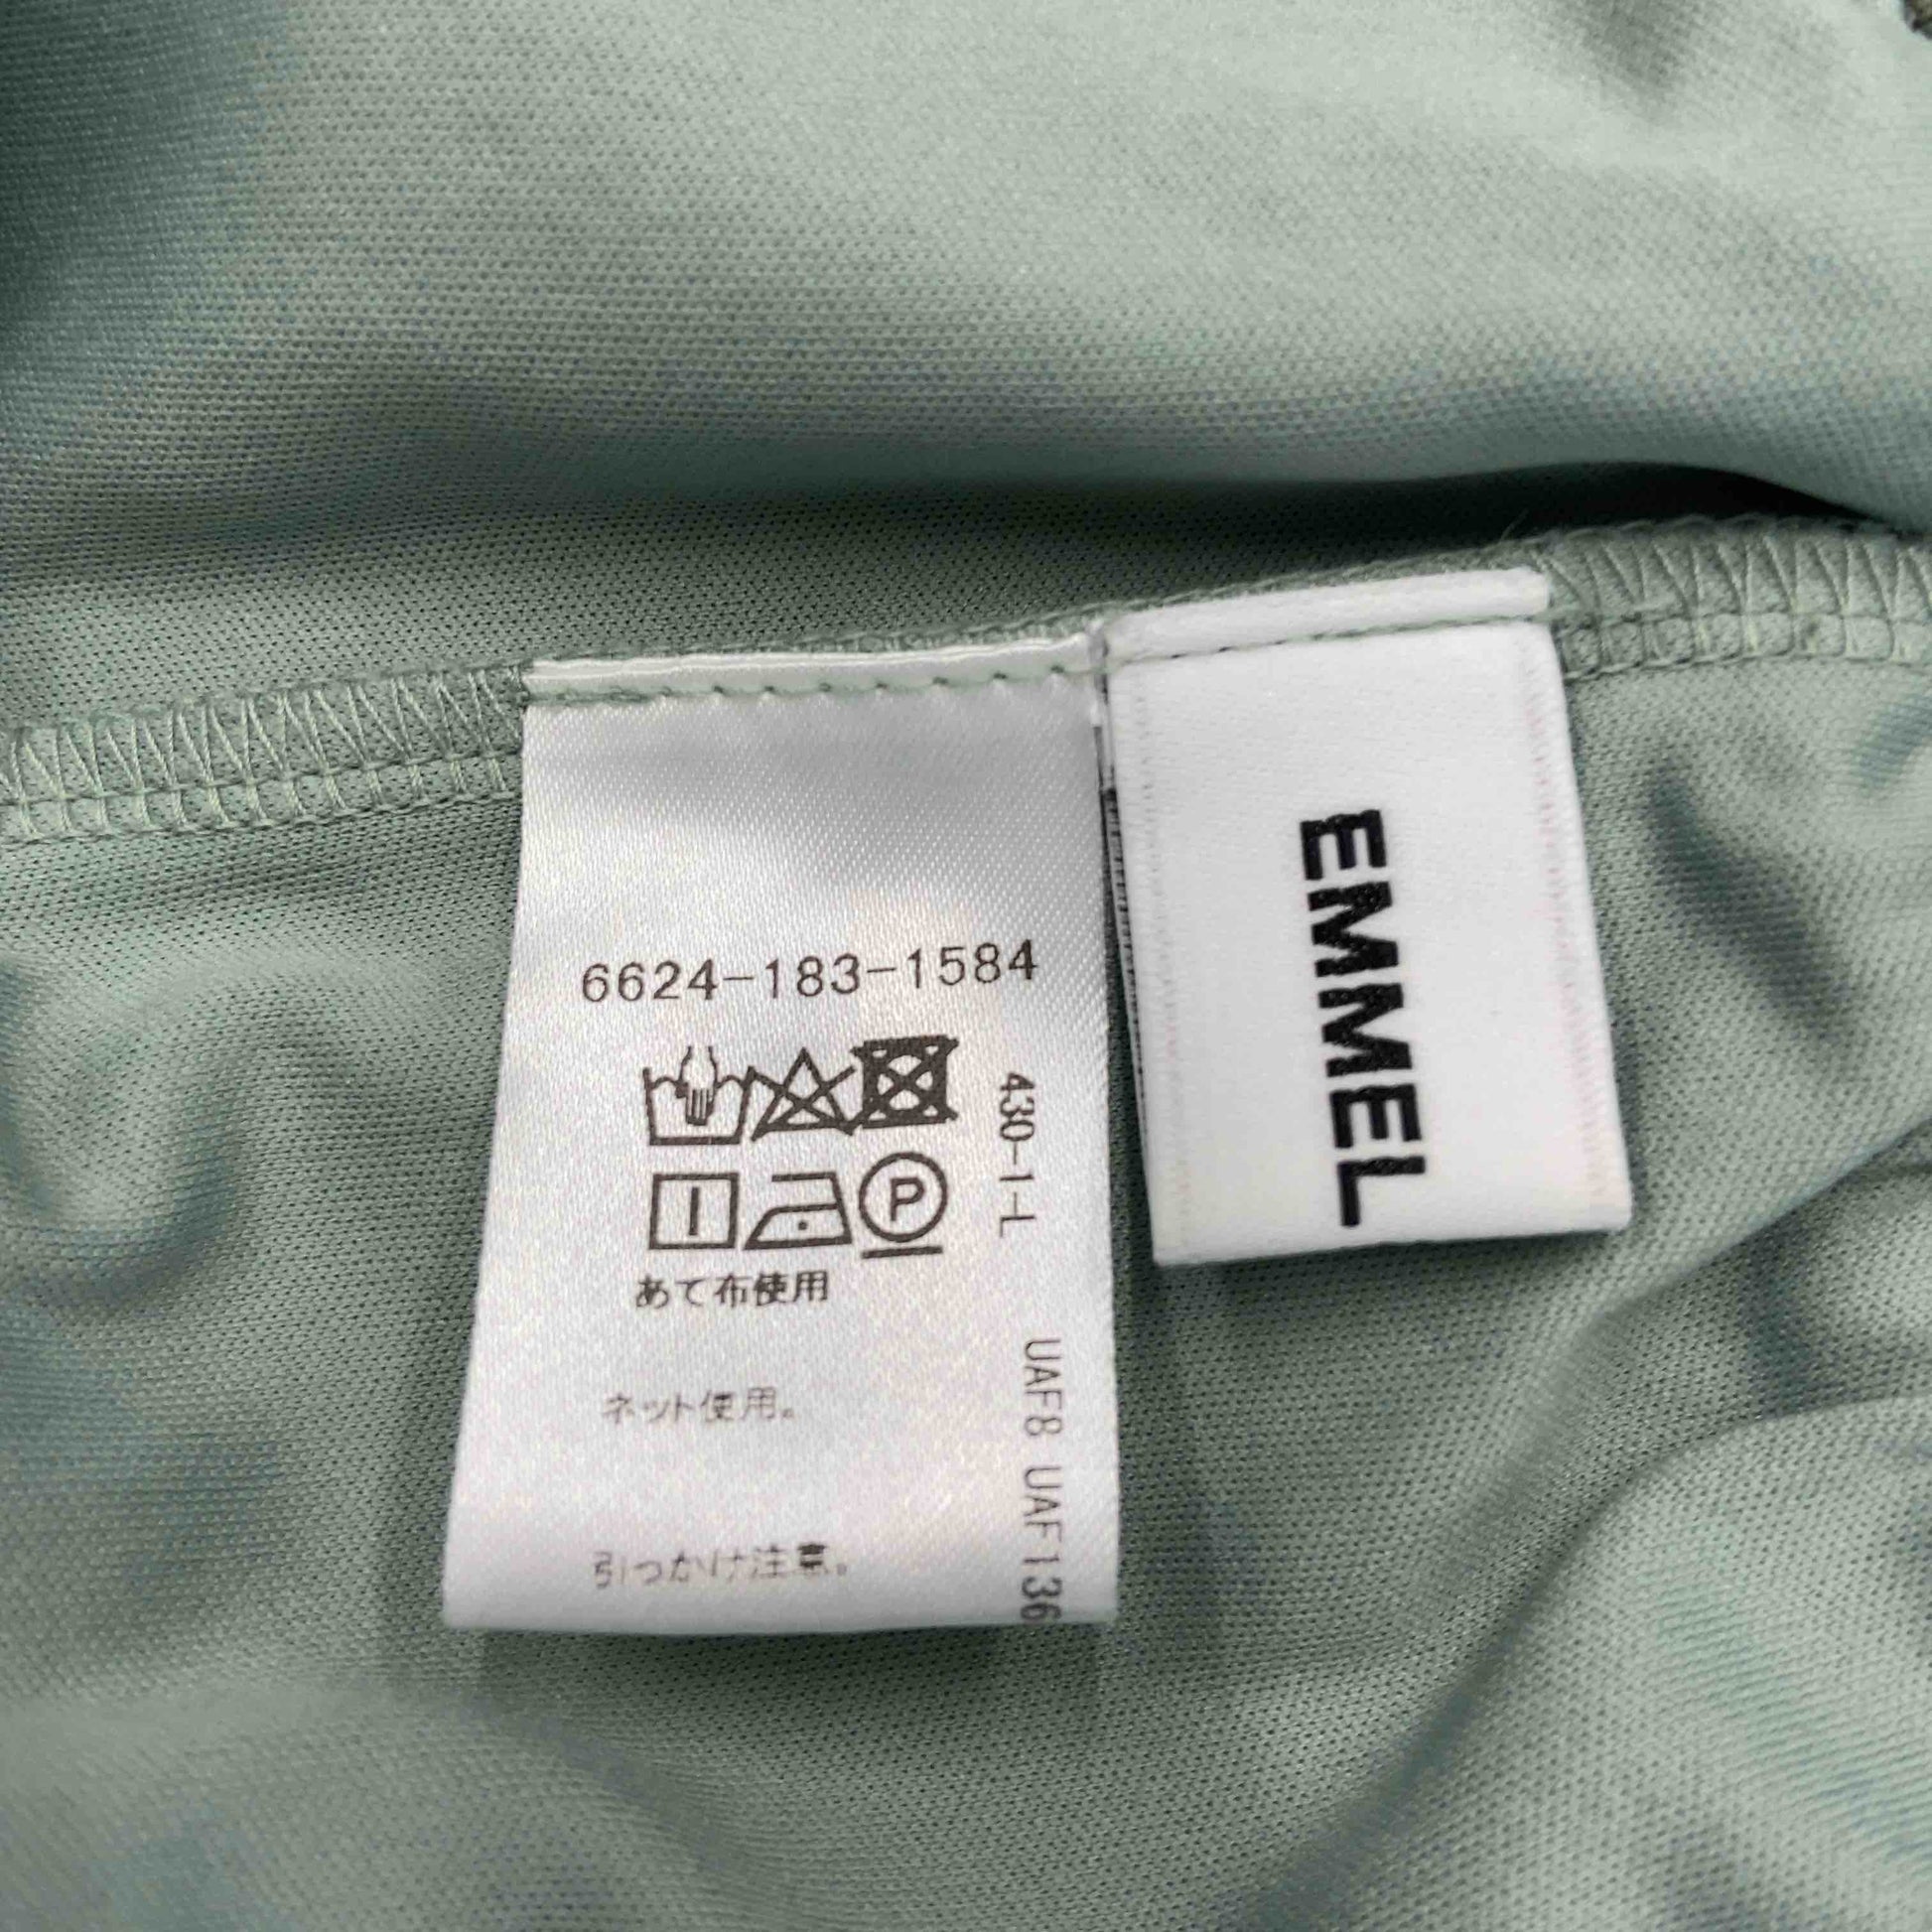 6624-183-1584
430-1-L
P
あて布使用
ネット使用。
引っかけ注意。
UAF8 UAF136
EMMEL